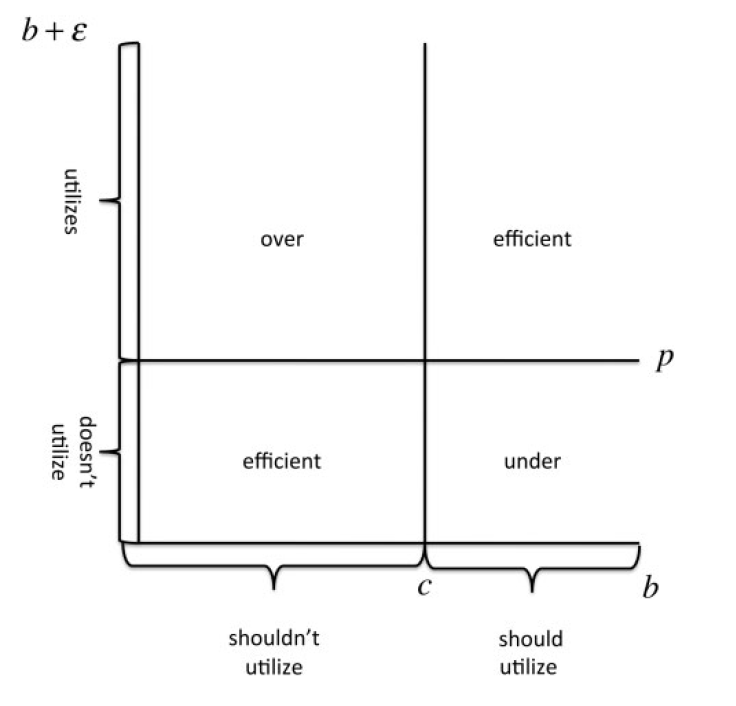 b + ε
utilizes
over
efficient
p
doesn't
utilize
efficient
under
c
b
shouldn't
utilize
should
utilize